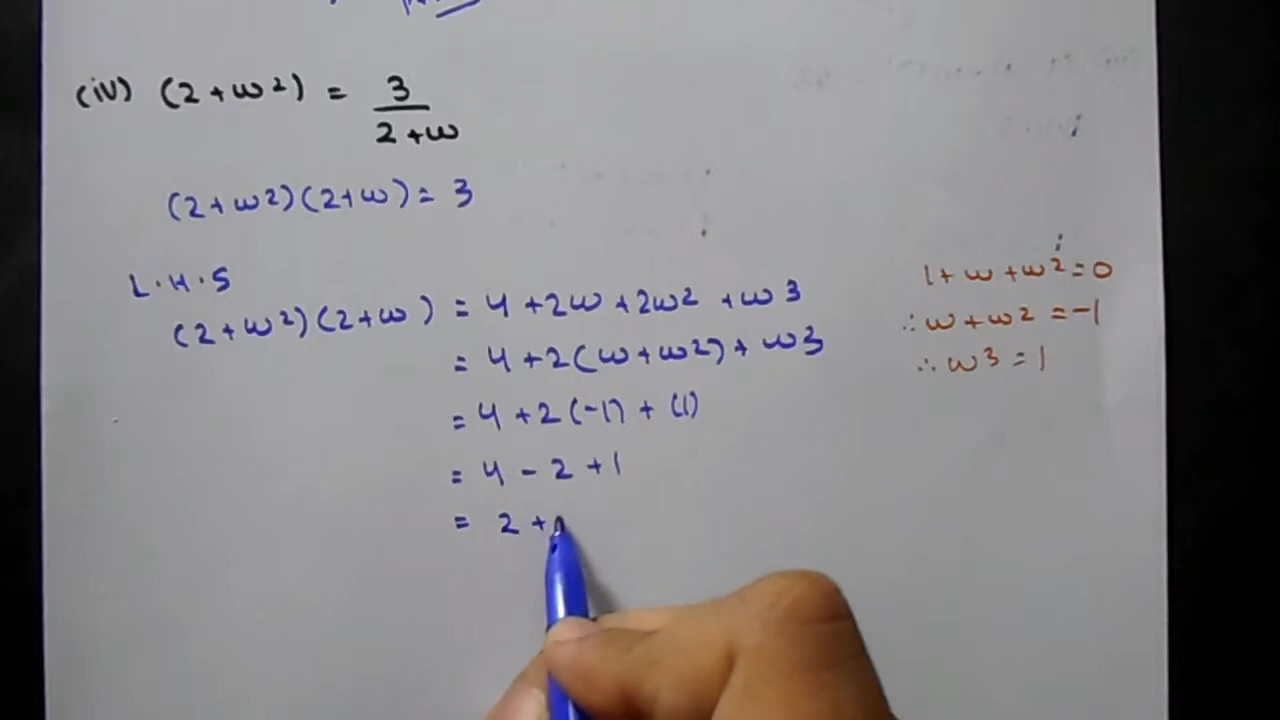 (iv) (2+ω²) = 3/(2+ω)
(2+ω²)(2+ω) = 3
L.H.S
(2+ω²)(2+ω) = 4+2ω+2ω²+ω³
= 4+2(ω+ω²)+ω³
= 4+2(-1)+(1)
= 4-2+1
= 2+
1+ω+ω²=0
∴ω+ω²=-1
∴ω³=1